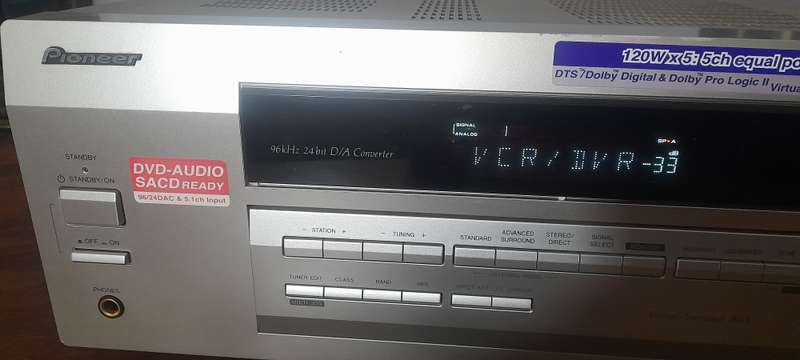 Pioneer
120W x 5: 5ch equal po
DTS / Dolby Digital & Dolby Pro Logic II Virtual
SIGNAL
ANALOG
SP►A
dB
VCR/DVR -33
96kHz 24bit D/A Converter
STANDBY
STANDBY/ON
DVD-AUDIO
SACD READY
96/24DAC & 5.1ch Input
OFF ON
PHONES
− STATION +
− TUNING +
STANDARD
ADVANCED
SURROUND
STEREO/
DIRECT
SIGNAL
SELECT
TUNER EDIT
CLASS
BAND